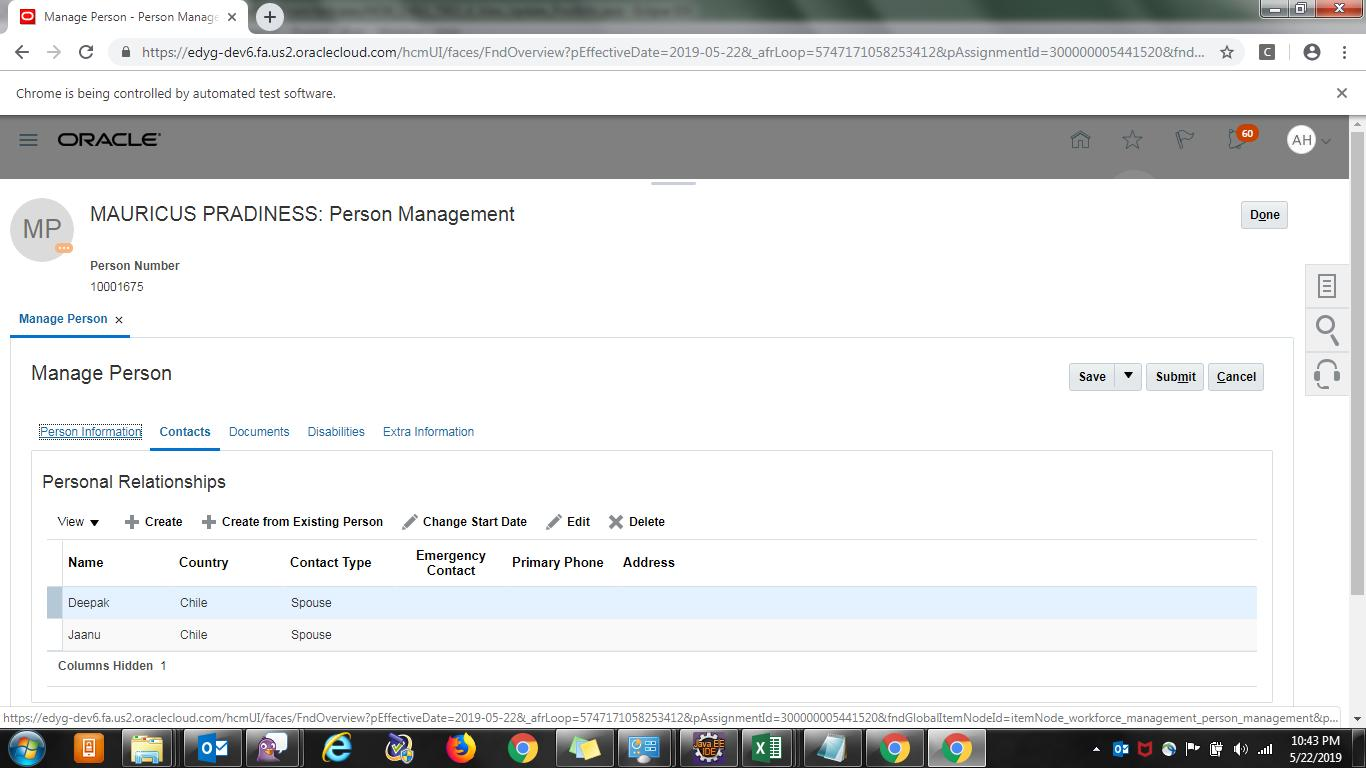 Manage Person - Person Manage
https://edyg-dev6.fa.us2.oraclecloud.com/hcmUI/faces/FndOverview?pEffectiveDate=2019-05-22&_afrLoop=5747171058253412&pAssignmentId=300000005441520&fnd...
C
Chrome is being controlled by automated test software.
ORACLE
60
AH
MP
MAURICUS PRADINESS: Person Management
Done
Person Number
10001675
Manage Person
Manage Person
Save
Submit
Cancel
Person Information
Contacts
Documents
Disabilities
Extra Information
Personal Relationships
View
Create
Create from Existing Person
Change Start Date
Edit
Delete
Name
Country
Contact Type
Emergency
Contact
Primary Phone
Address
Deepak
Chile
Spouse
Jaanu
Chile
Spouse
Columns Hidden 1
https://edyg-dev6.fa.us2.oraclecloud.com/hcmUI/faces/FndOverview?pEffectiveDate=2019-05-22&_afrLoop=5747171058253412&pAssignmentId=300000005441520&fndGlobalItemNodeId=itemNode_workforce_management_person_management&p...
Java EE
IDE
10:43 PM
5/22/2019